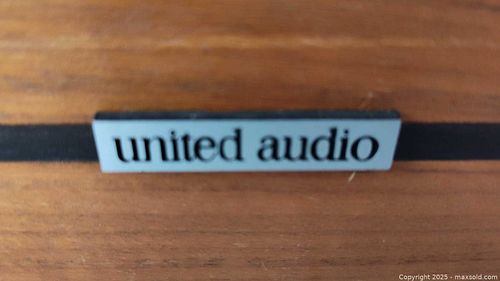 united audio
Copyright 2025 - maxsold.com